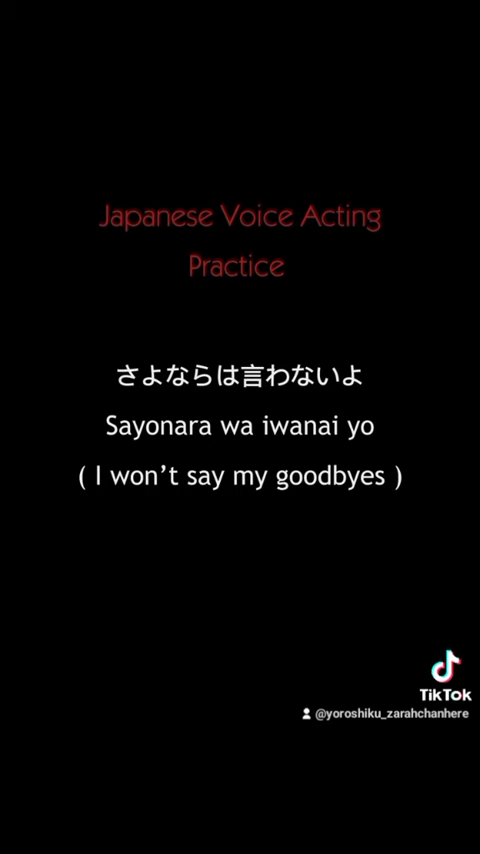 Japanese Voice Acting
Practice
さよならは言わないよ
Sayonara wa iwanai yo
( I won't say my goodbyes )
TikTok
@yoroshiku_zarahchanhere